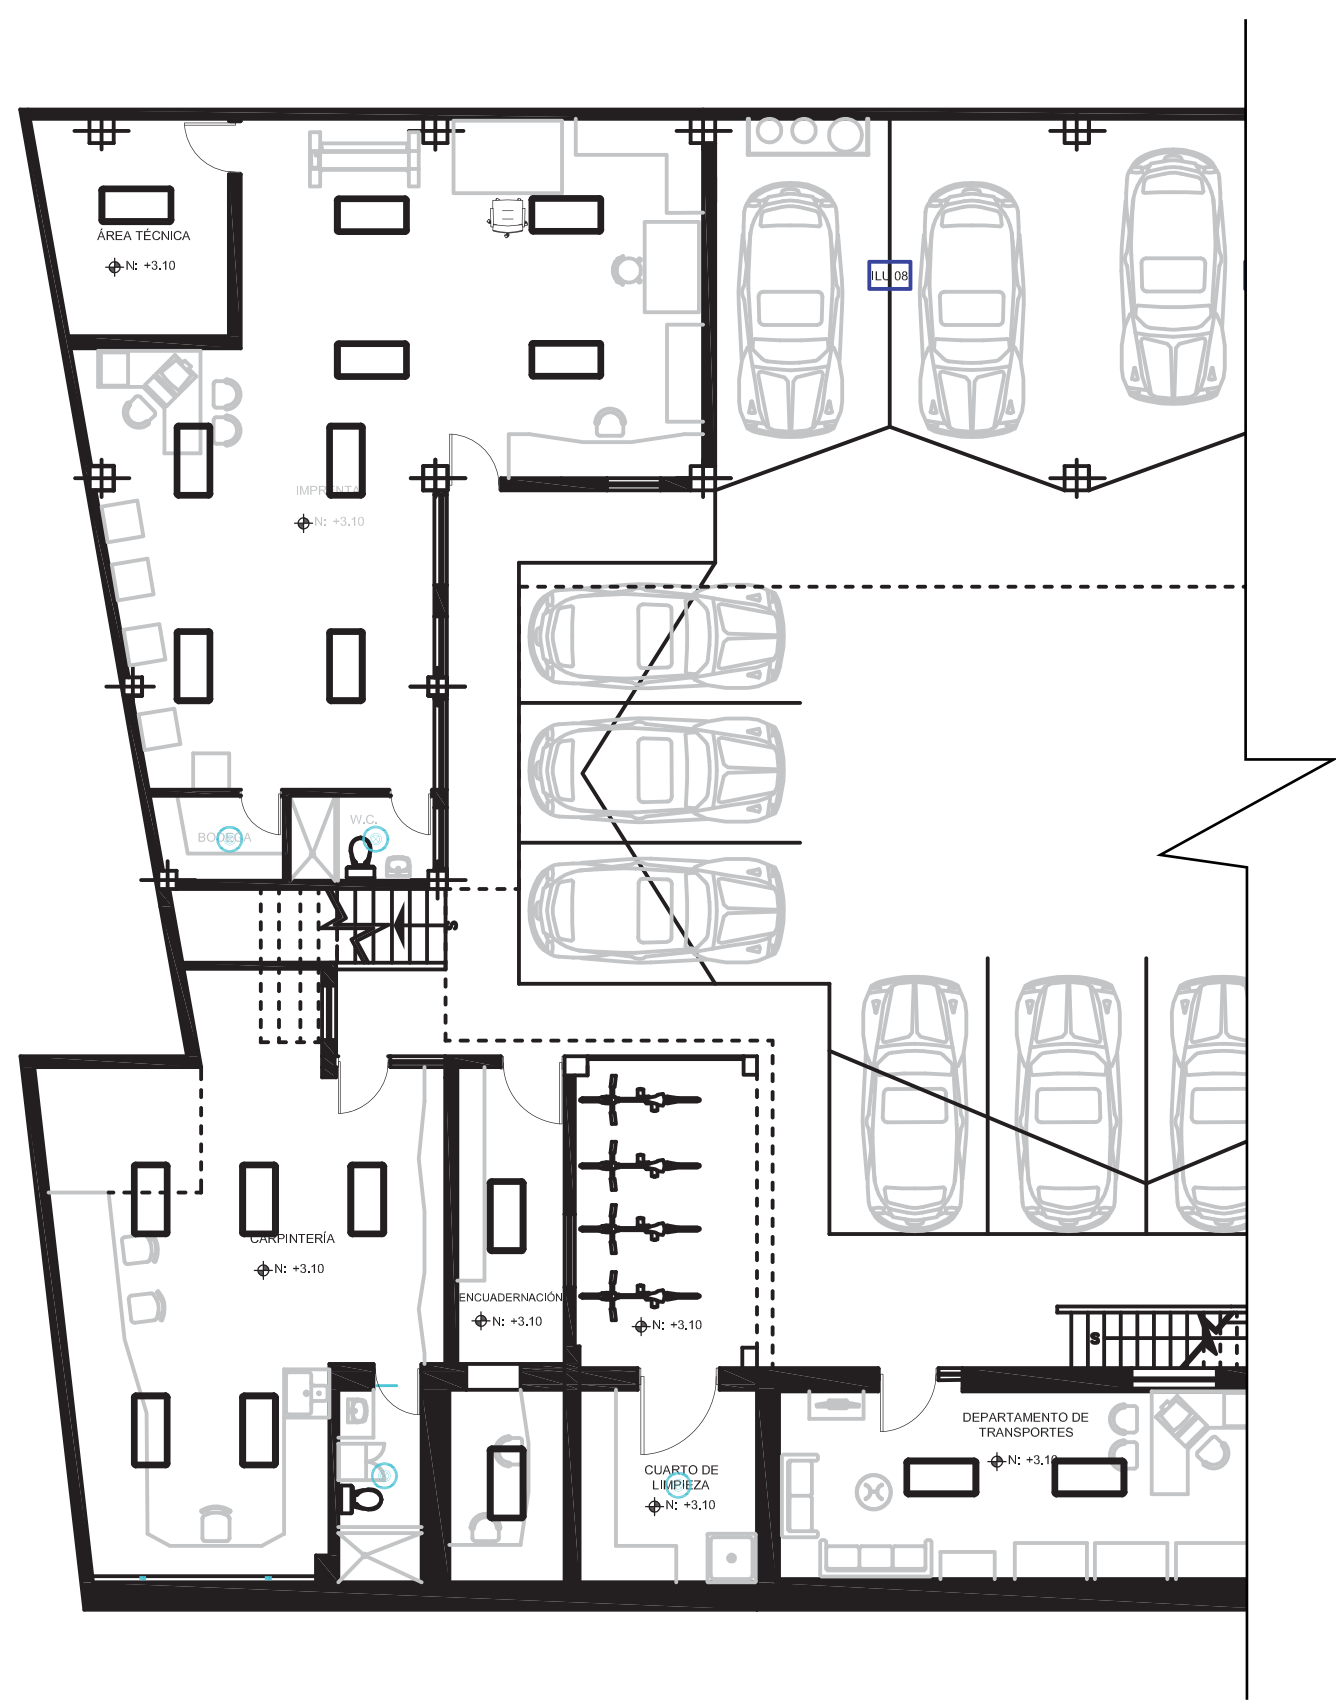 ÁREA TÉCNICA
N: +3.10
ILU 08
IMPRENTA
N: +3.10
BODEGA
W.C.
S
CARPINTERÍA
N: +3.10
ENCUADERNACIÓN
N: +3.10
N: +3.10
S
DEPARTAMENTO DE
TRANSPORTES
N: +3.10
CUARTO DE
LIMPIEZA
N: +3.10